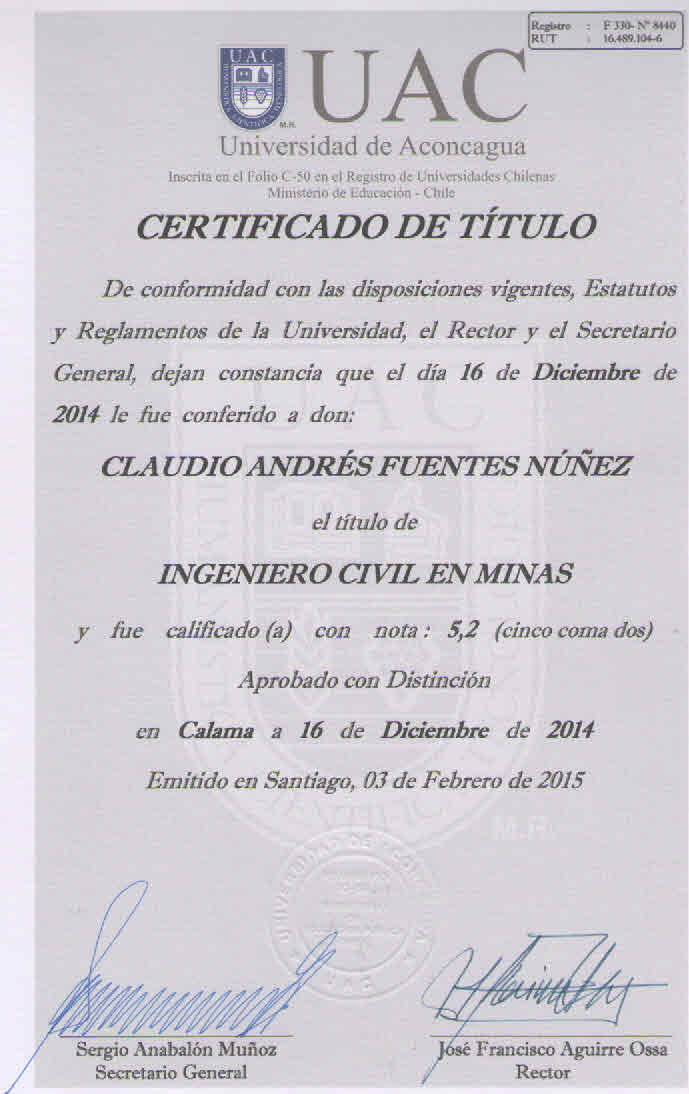 Registro : F 330- Nº 8440
RUT : 16.489.104-6
UAC
UAC
M.R.
Universidad de Aconcagua
Inscrita en el Folio C-50 en el Registro de Universidades Chilenas
Ministerio de Educación - Chile
CERTIFICADO DE TÍTULO
De conformidad con las disposiciones vigentes, Estatutos
y Reglamentos de la Universidad, el Rector y el Secretario
General, dejan constancia que el día 16 de Diciembre de
2014 le fue conferido a don:
CLAUDIO ANDRÉS FUENTES NÚÑEZ
el título de
INGENIERO CIVIL EN MINAS
y fue calificado (a) con nota : 5,2 (cinco coma dos)
Aprobado con Distinción
en Calama a 16 de Diciembre de 2014
Emitido en Santiago, 03 de Febrero de 2015
M.R.
UAC
Sergio Anabalón Muñoz
Secretario General
José Francisco Aguirre Ossa
Rector